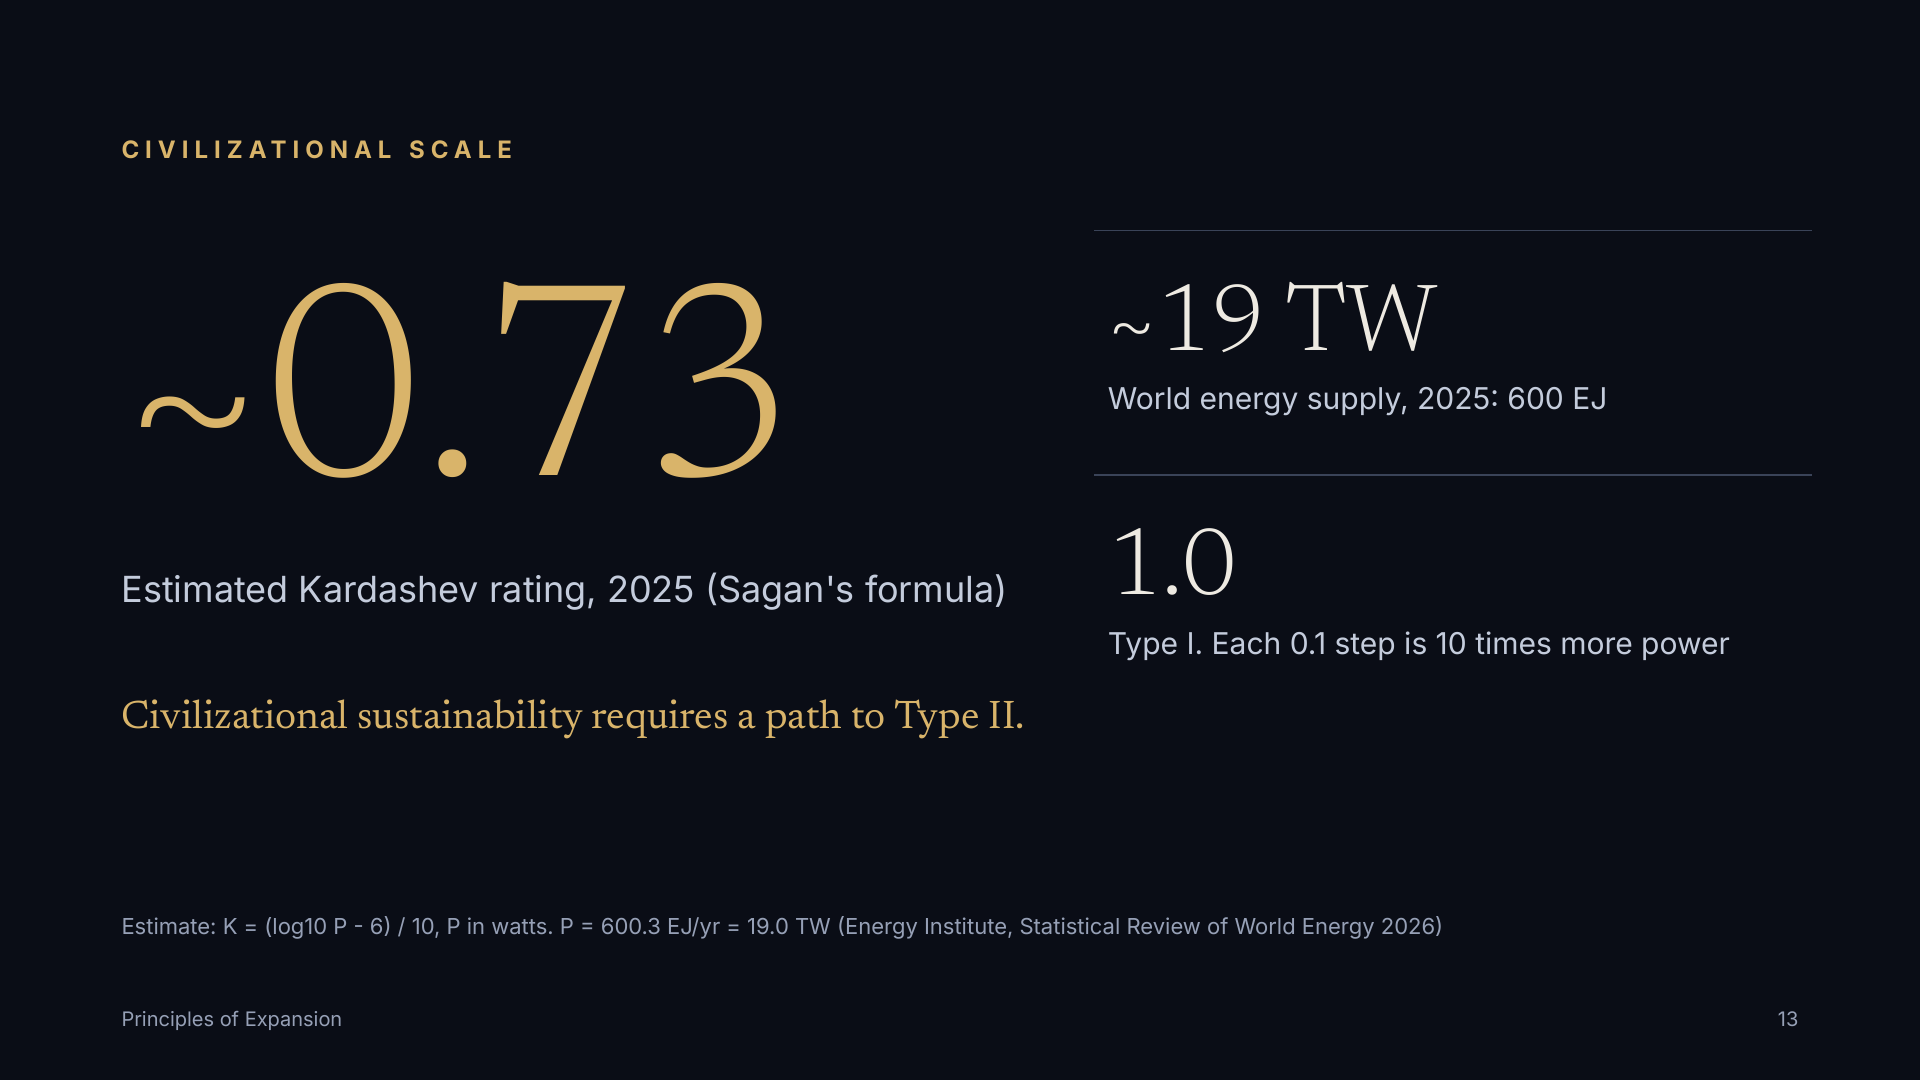 CIVILIZATIONAL SCALE
~0.73
Estimated Kardashev rating, 2025 (Sagan's formula)
Civilizational sustainability requires a path to Type II.
~19 TW
World energy supply, 2025: 600 EJ
1.0
Type I. Each 0.1 step is 10 times more power
Estimate: K = (log10 P - 6) / 10, P in watts. P = 600.3 EJ/yr = 19.0 TW (Energy Institute, Statistical Review of World Energy 2026)
Principles of Expansion
13